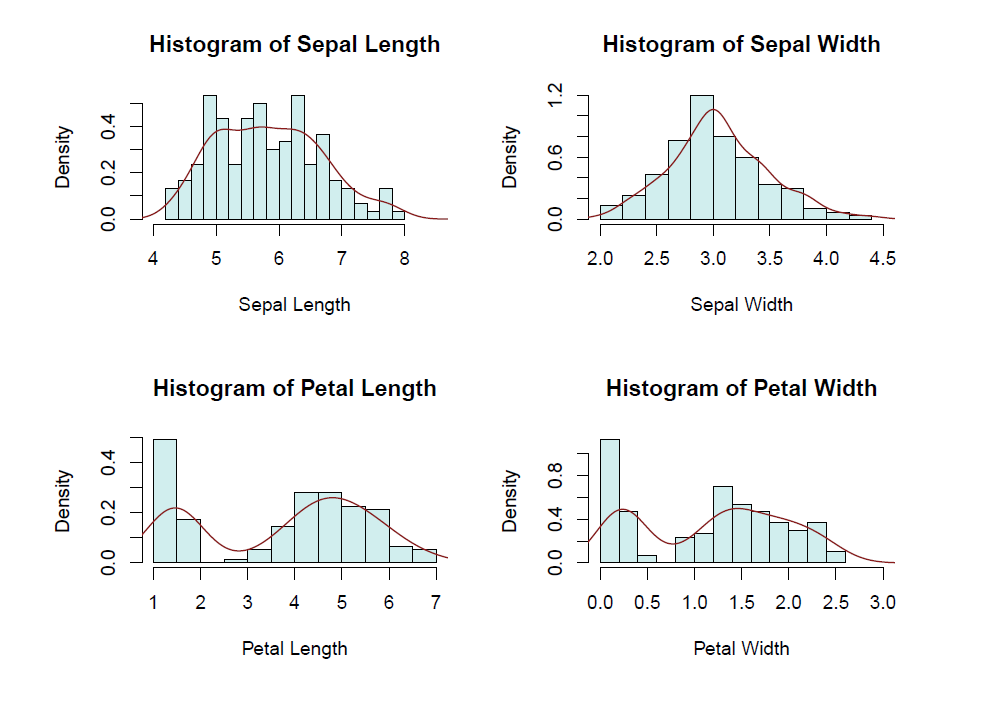 Histogram of Sepal Length
Density
0.0 0.2 0.4
4 5 6 7 8
Sepal Length
Histogram of Sepal Width
Density
0.0 0.6 1.2
2.0 2.5 3.0 3.5 4.0 4.5
Sepal Width
Histogram of Petal Length
Density
0.0 0.2 0.4
1 2 3 4 5 6 7
Petal Length
Histogram of Petal Width
Density
0.0 0.4 0.8
0.0 0.5 1.0 1.5 2.0 2.5 3.0
Petal Width